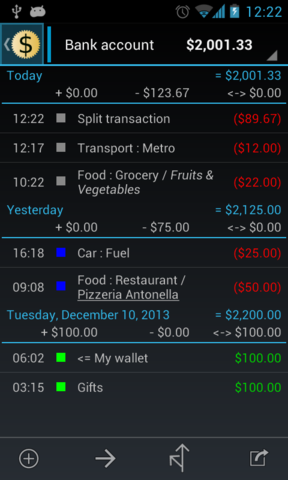 12:22
$ Bank account $2,001.33
Today = $2,001.33
+ $0.00 - $123.67 <-> $0.00
12:22 Split transaction ($89.67)
12:17 Transport : Metro ($12.00)
10:22 Food : Grocery / Fruits & ($22.00)
Vegetables
Yesterday = $2,125.00
+ $0.00 - $75.00 <-> $0.00
16:18 Car : Fuel ($25.00)
09:08 Food : Restaurant / ($50.00)
Pizzeria Antonella
Tuesday, December 10, 2013 = $2,200.00
+ $100.00 - $0.00 <-> $100.00
06:02 <= My wallet $100.00
03:15 Gifts $100.00